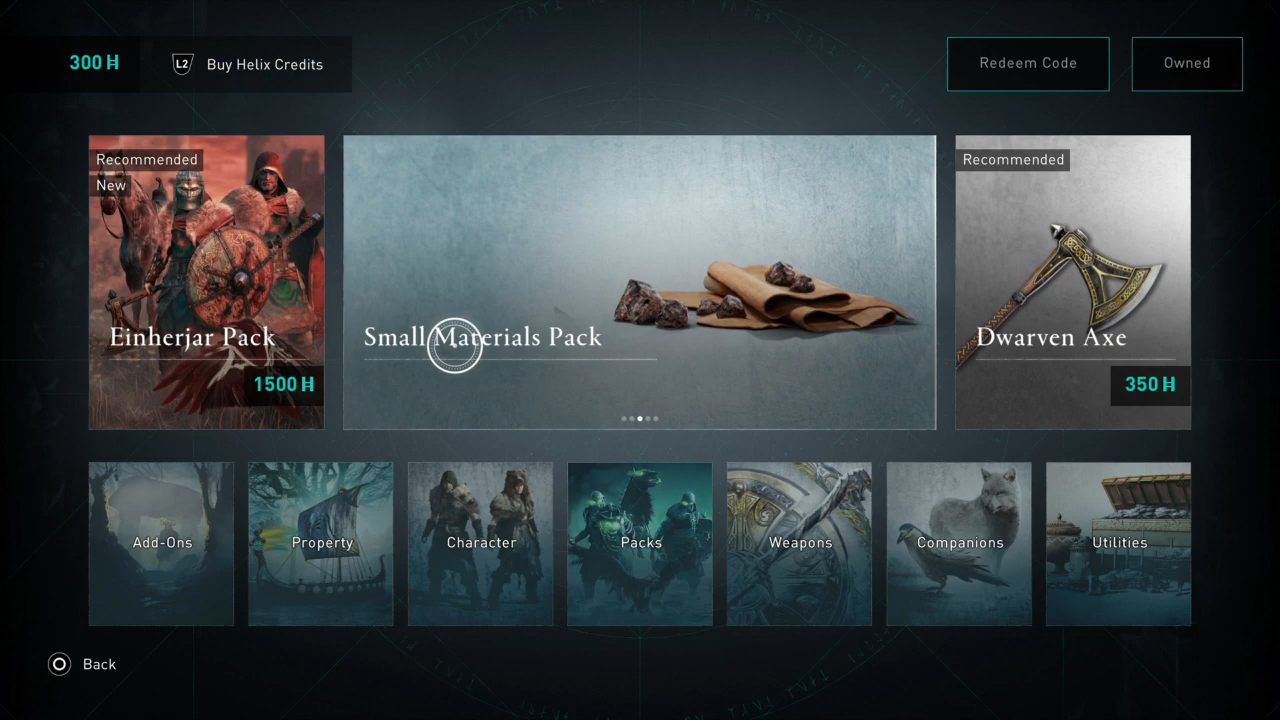 300 H
L2 Buy Helix Credits
Redeem Code
Owned
Recommended
New
Einherjar Pack
1500 H
Small Materials Pack
Recommended
Dwarven Axe
350 H
Add-Ons
Property
Character
Packs
Weapons
Companions
Utilities
Back